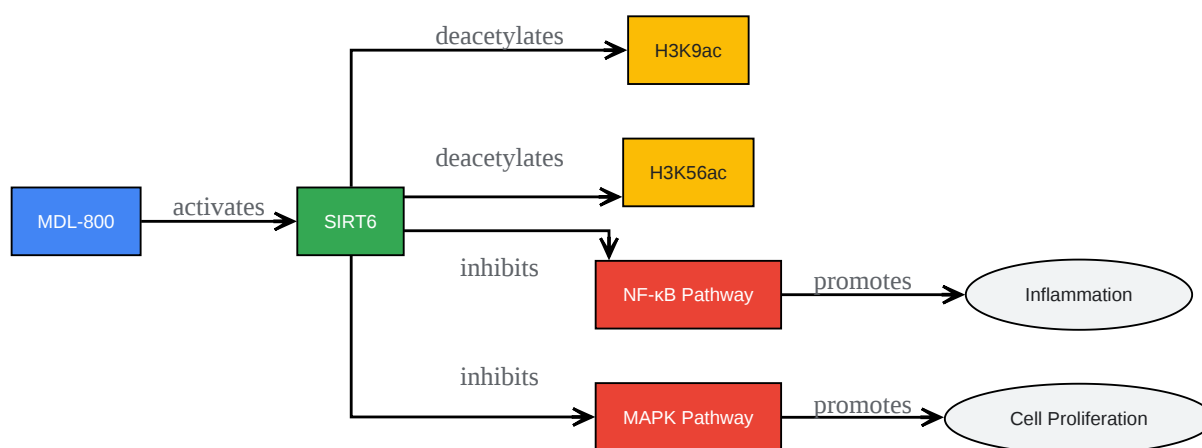 deacetylates
H3K9ac
deacetylates
H3K56ac
MDL-800
activates
SIRT6
inhibits
NF-κB Pathway
promotes
Inflammation
inhibits
MAPK Pathway
promotes
Cell Proliferation